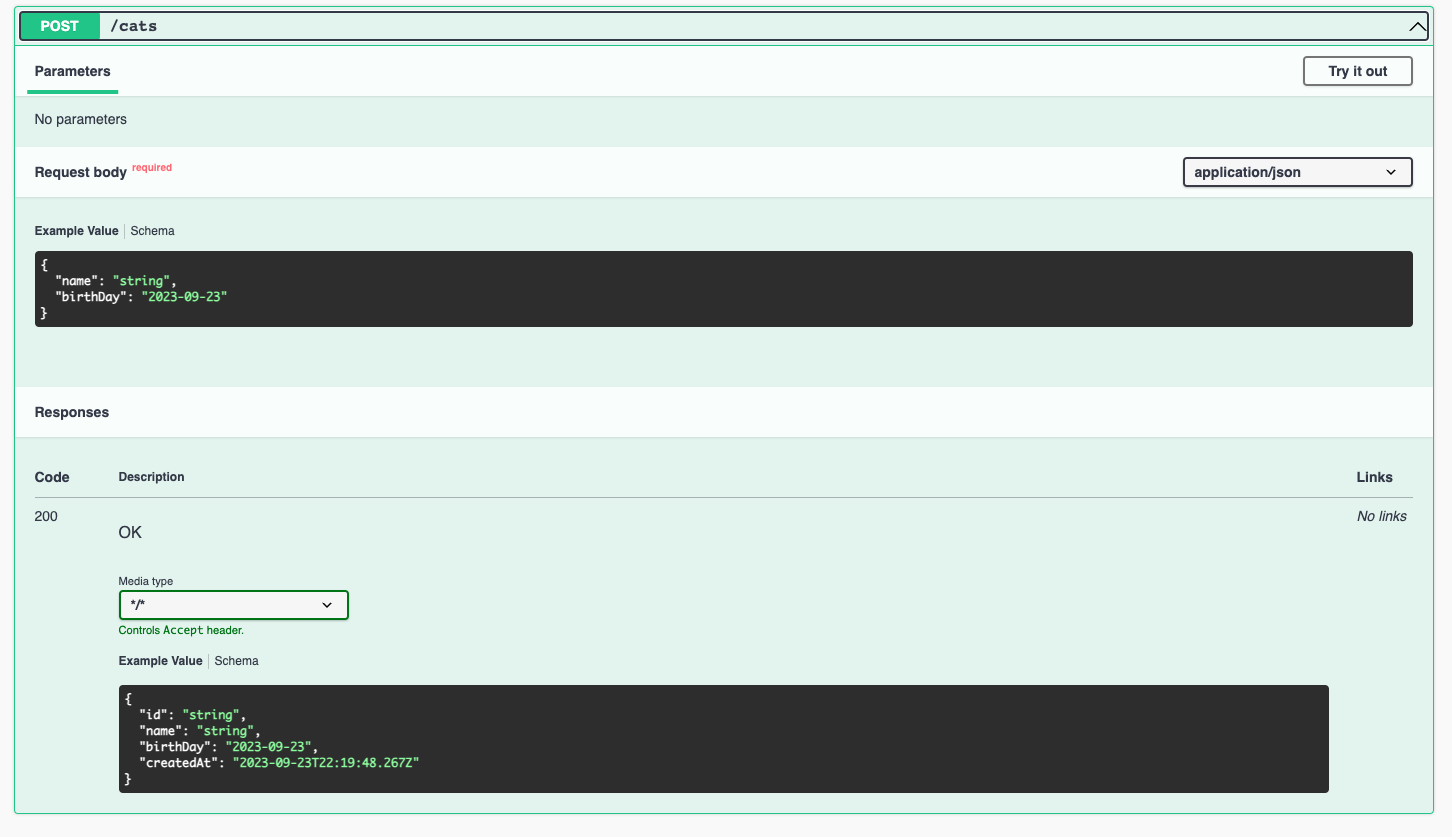 POST /cats
Parameters
Try it out
No parameters
Request body required
application/json
Example Value Schema
{
  "name": "string",
  "birthDay": "2023-09-23"
}
Responses
Code Description Links
200 No links
OK
Media type
*/*
Controls Accept header.
Example Value Schema
{
  "id": "string",
  "name": "string",
  "birthDay": "2023-09-23",
  "createdAt": "2023-09-23T22:19:48.267Z"
}